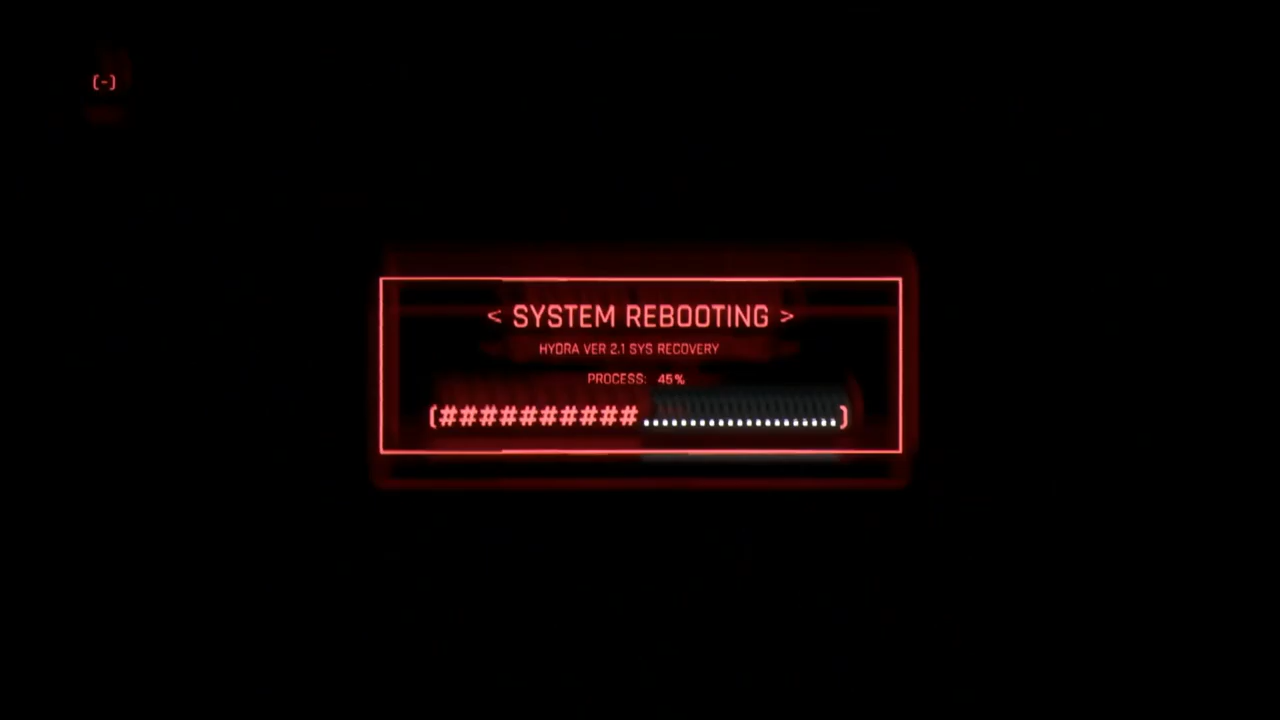 (-)
< SYSTEM REBOOTING >
HYDRA VER 2.1 SYS RECOVERY
PROCESS: 45%
(##########....................)